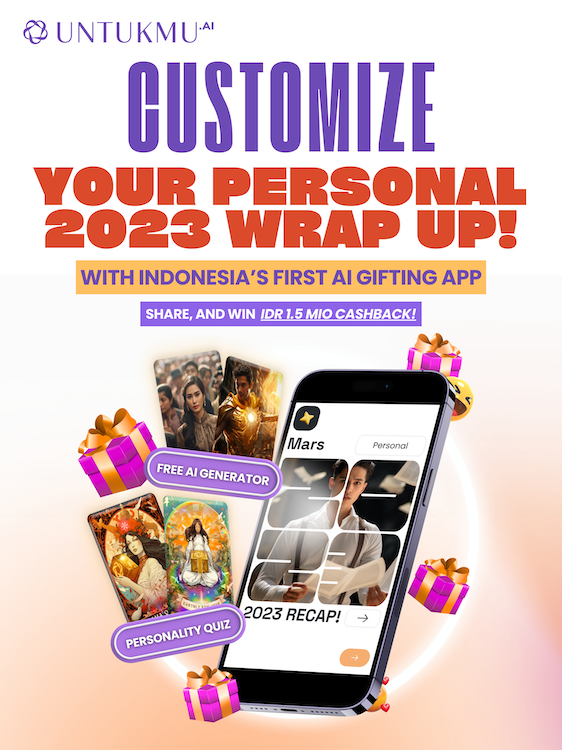 UNTUKMU.AI
CUSTOMIZE
YOUR PERSONAL
2023 WRAP UP!
WITH INDONESIA'S FIRST AI GIFTING APP
SHARE, AND WIN IDR 1.5 MIO CASHBACK!
Mars
Personal
FREE AI GENERATOR
2023 RECAP!
PERSONALITY QUIZ